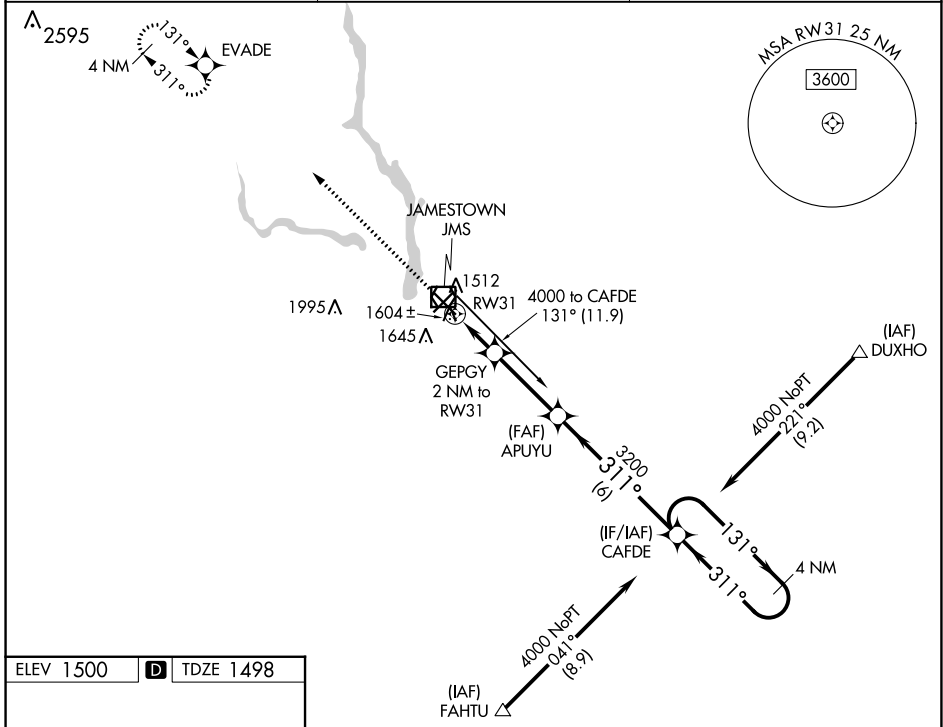 2595
131°
EVADE
4 NM
311°
MSA RW31 25 NM
3600
JAMESTOWN
JMS
1512
RW31
1995
1604 ±
1645
4000 to CAFDE
131° (11.9)
GEPGY
2 NM to
RW31
(IAF)
DUXHO
4000 NoPT
221°
(9.2)
(FAF)
APUYU
3200
311°
(6)
(IF/IAF)
CAFDE
131°
311°
4 NM
4000 NoPT
041°
(8.9)
(IAF)
FAHTU
ELEV 1500 D TDZE 1498